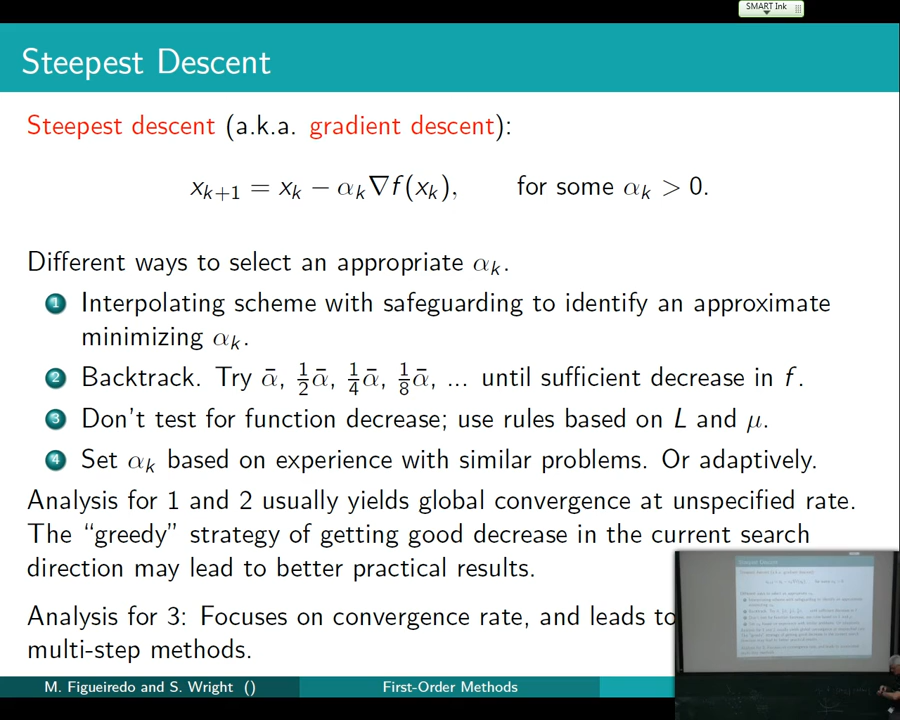 SMART Ink
Steepest Descent
Steepest descent (a.k.a. gradient descent):
x_{k+1} = x_k − α_k∇f(x_k), for some α_k > 0.
Different ways to select an appropriate α_k.
1 Interpolating scheme with safeguarding to identify an approximate
minimizing α_k.
2 Backtrack. Try ᾱ, ½ᾱ, ¼ᾱ, ⅛ᾱ, ... until sufficient decrease in f.
3 Don't test for function decrease; use rules based on L and μ.
4 Set α_k based on experience with similar problems. Or adaptively.
Analysis for 1 and 2 usually yields global convergence at unspecified rate.
The “greedy” strategy of getting good decrease in the current search
direction may lead to better practical results.
Analysis for 3: Focuses on convergence rate, and leads to
multi-step methods.
M. Figueiredo and S. Wright () First-Order Methods